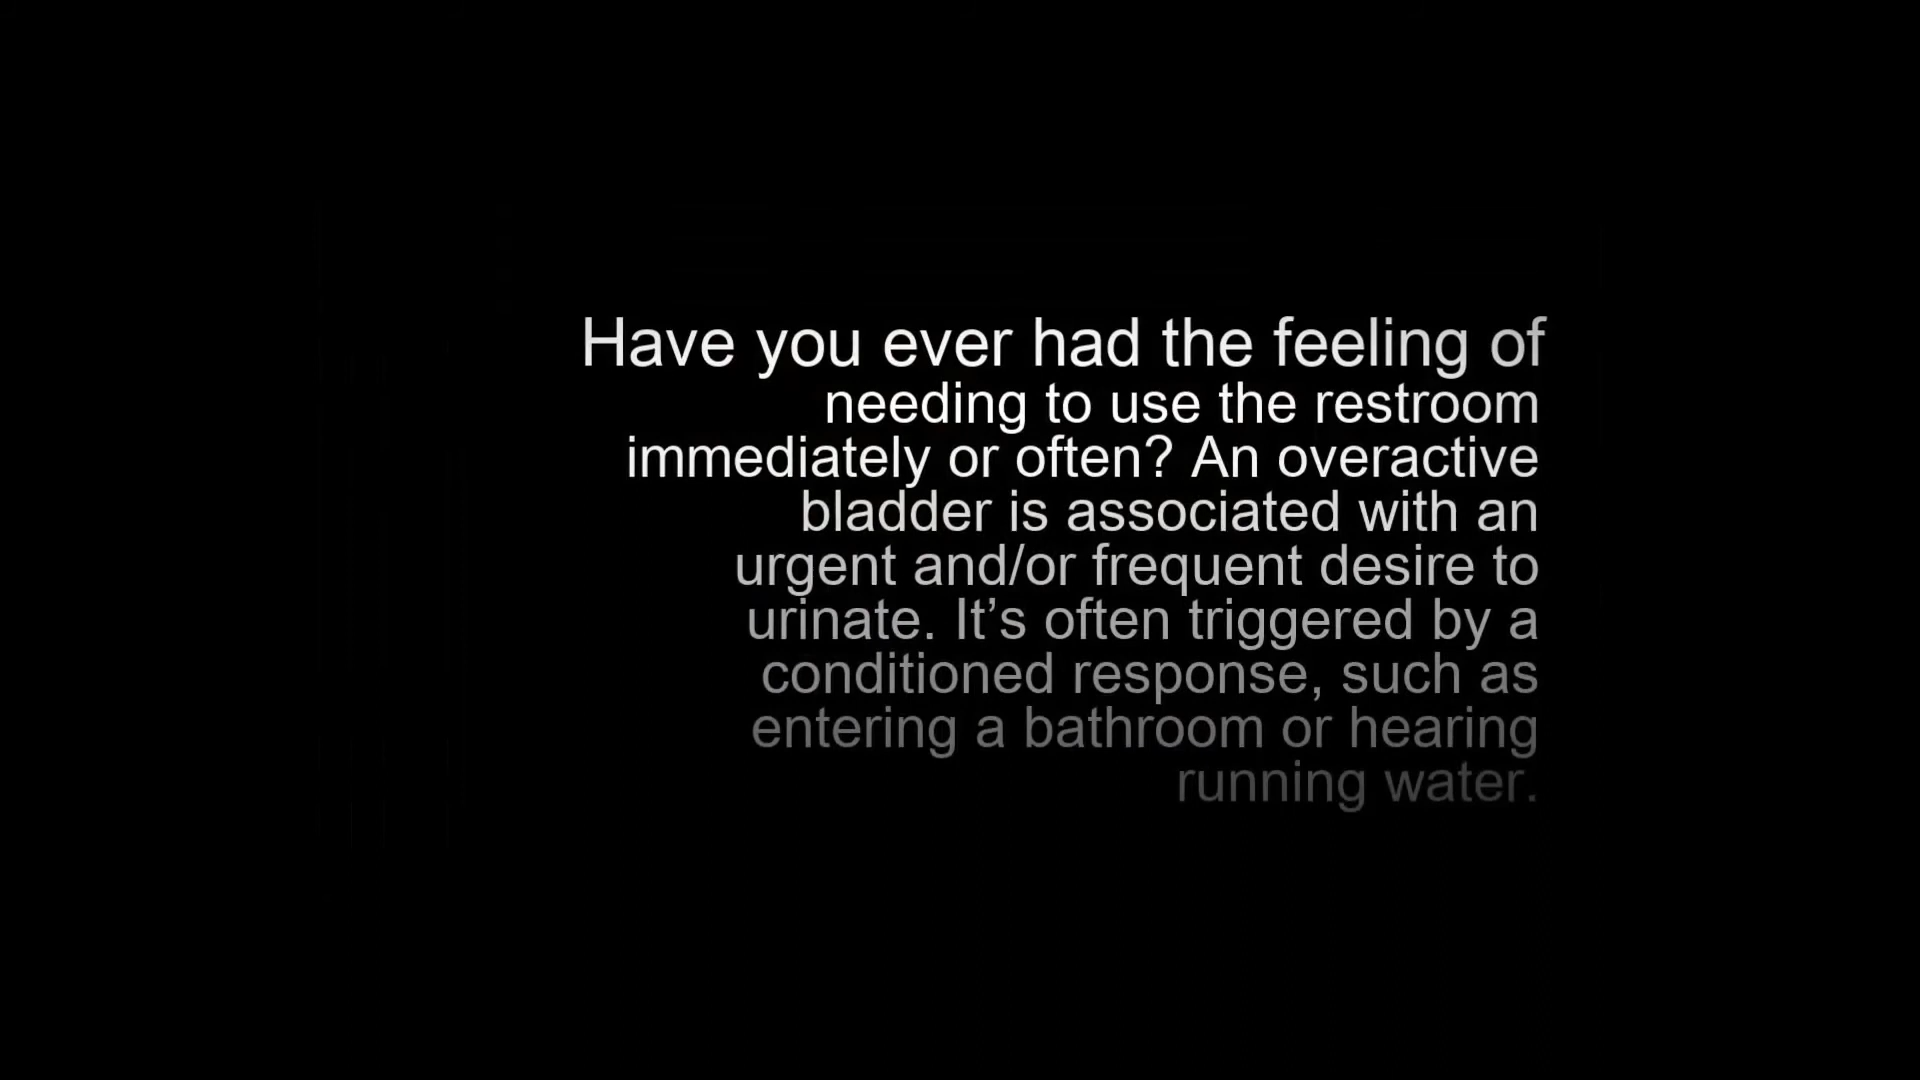 Have you ever had the feeling of
needing to use the restroom
immediately or often? An overactive
bladder is associated with an
urgent and/or frequent desire to
urinate. It’s often triggered by a
conditioned response, such as
entering a bathroom or hearing
running water.